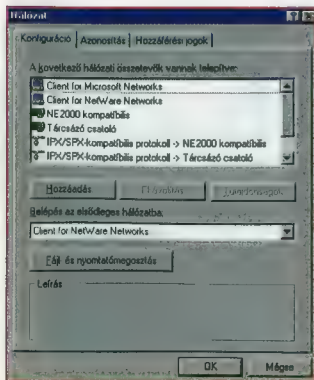 Hálózat
Konfiguráció Azonosítás Hozzáférési jogok
A következő hálózati összetevők vannak telepítve:
Client for Microsoft Networks
Client for NetWare Networks
NE2000 kompatibilis
Tárcsázó csatoló
IPX/SPX-kompatibilis protokoll -> NE2000 kompatibilis
IPX/SPX-kompatibilis protokoll -> Tárcsázó csatoló
Hozzáadás Eltávolítás Tulajdonságok
Belépés az elsődleges hálózatba:
Client for NetWare Networks
Fájl és nyomtatómegosztás
Leírás
OK Mégse